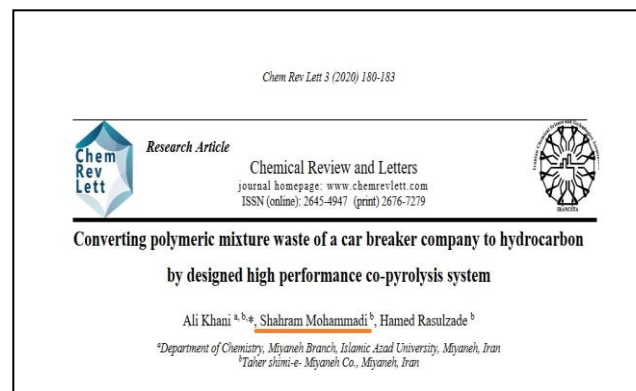 Chem Rev Lett 3 (2020) 180-183
Chem
Rev
Lett
Research Article
Chemical Review and Letters
journal homepage: www.chemrevlett.com
ISSN (online): 2645-4947 (print) 2676-7279
IRANCSTA
Converting polymeric mixture waste of a car breaker company to hydrocarbon
by designed high performance co-pyrolysis system
Ali Khani a, b,*, Shahram Mohammadi b, Hamed Rasulzade b
aDepartment of Chemistry, Miyaneh Branch, Islamic Azad University, Miyaneh, Iran
bTaher shimi-e- Miyaneh Co., Miyaneh, Iran